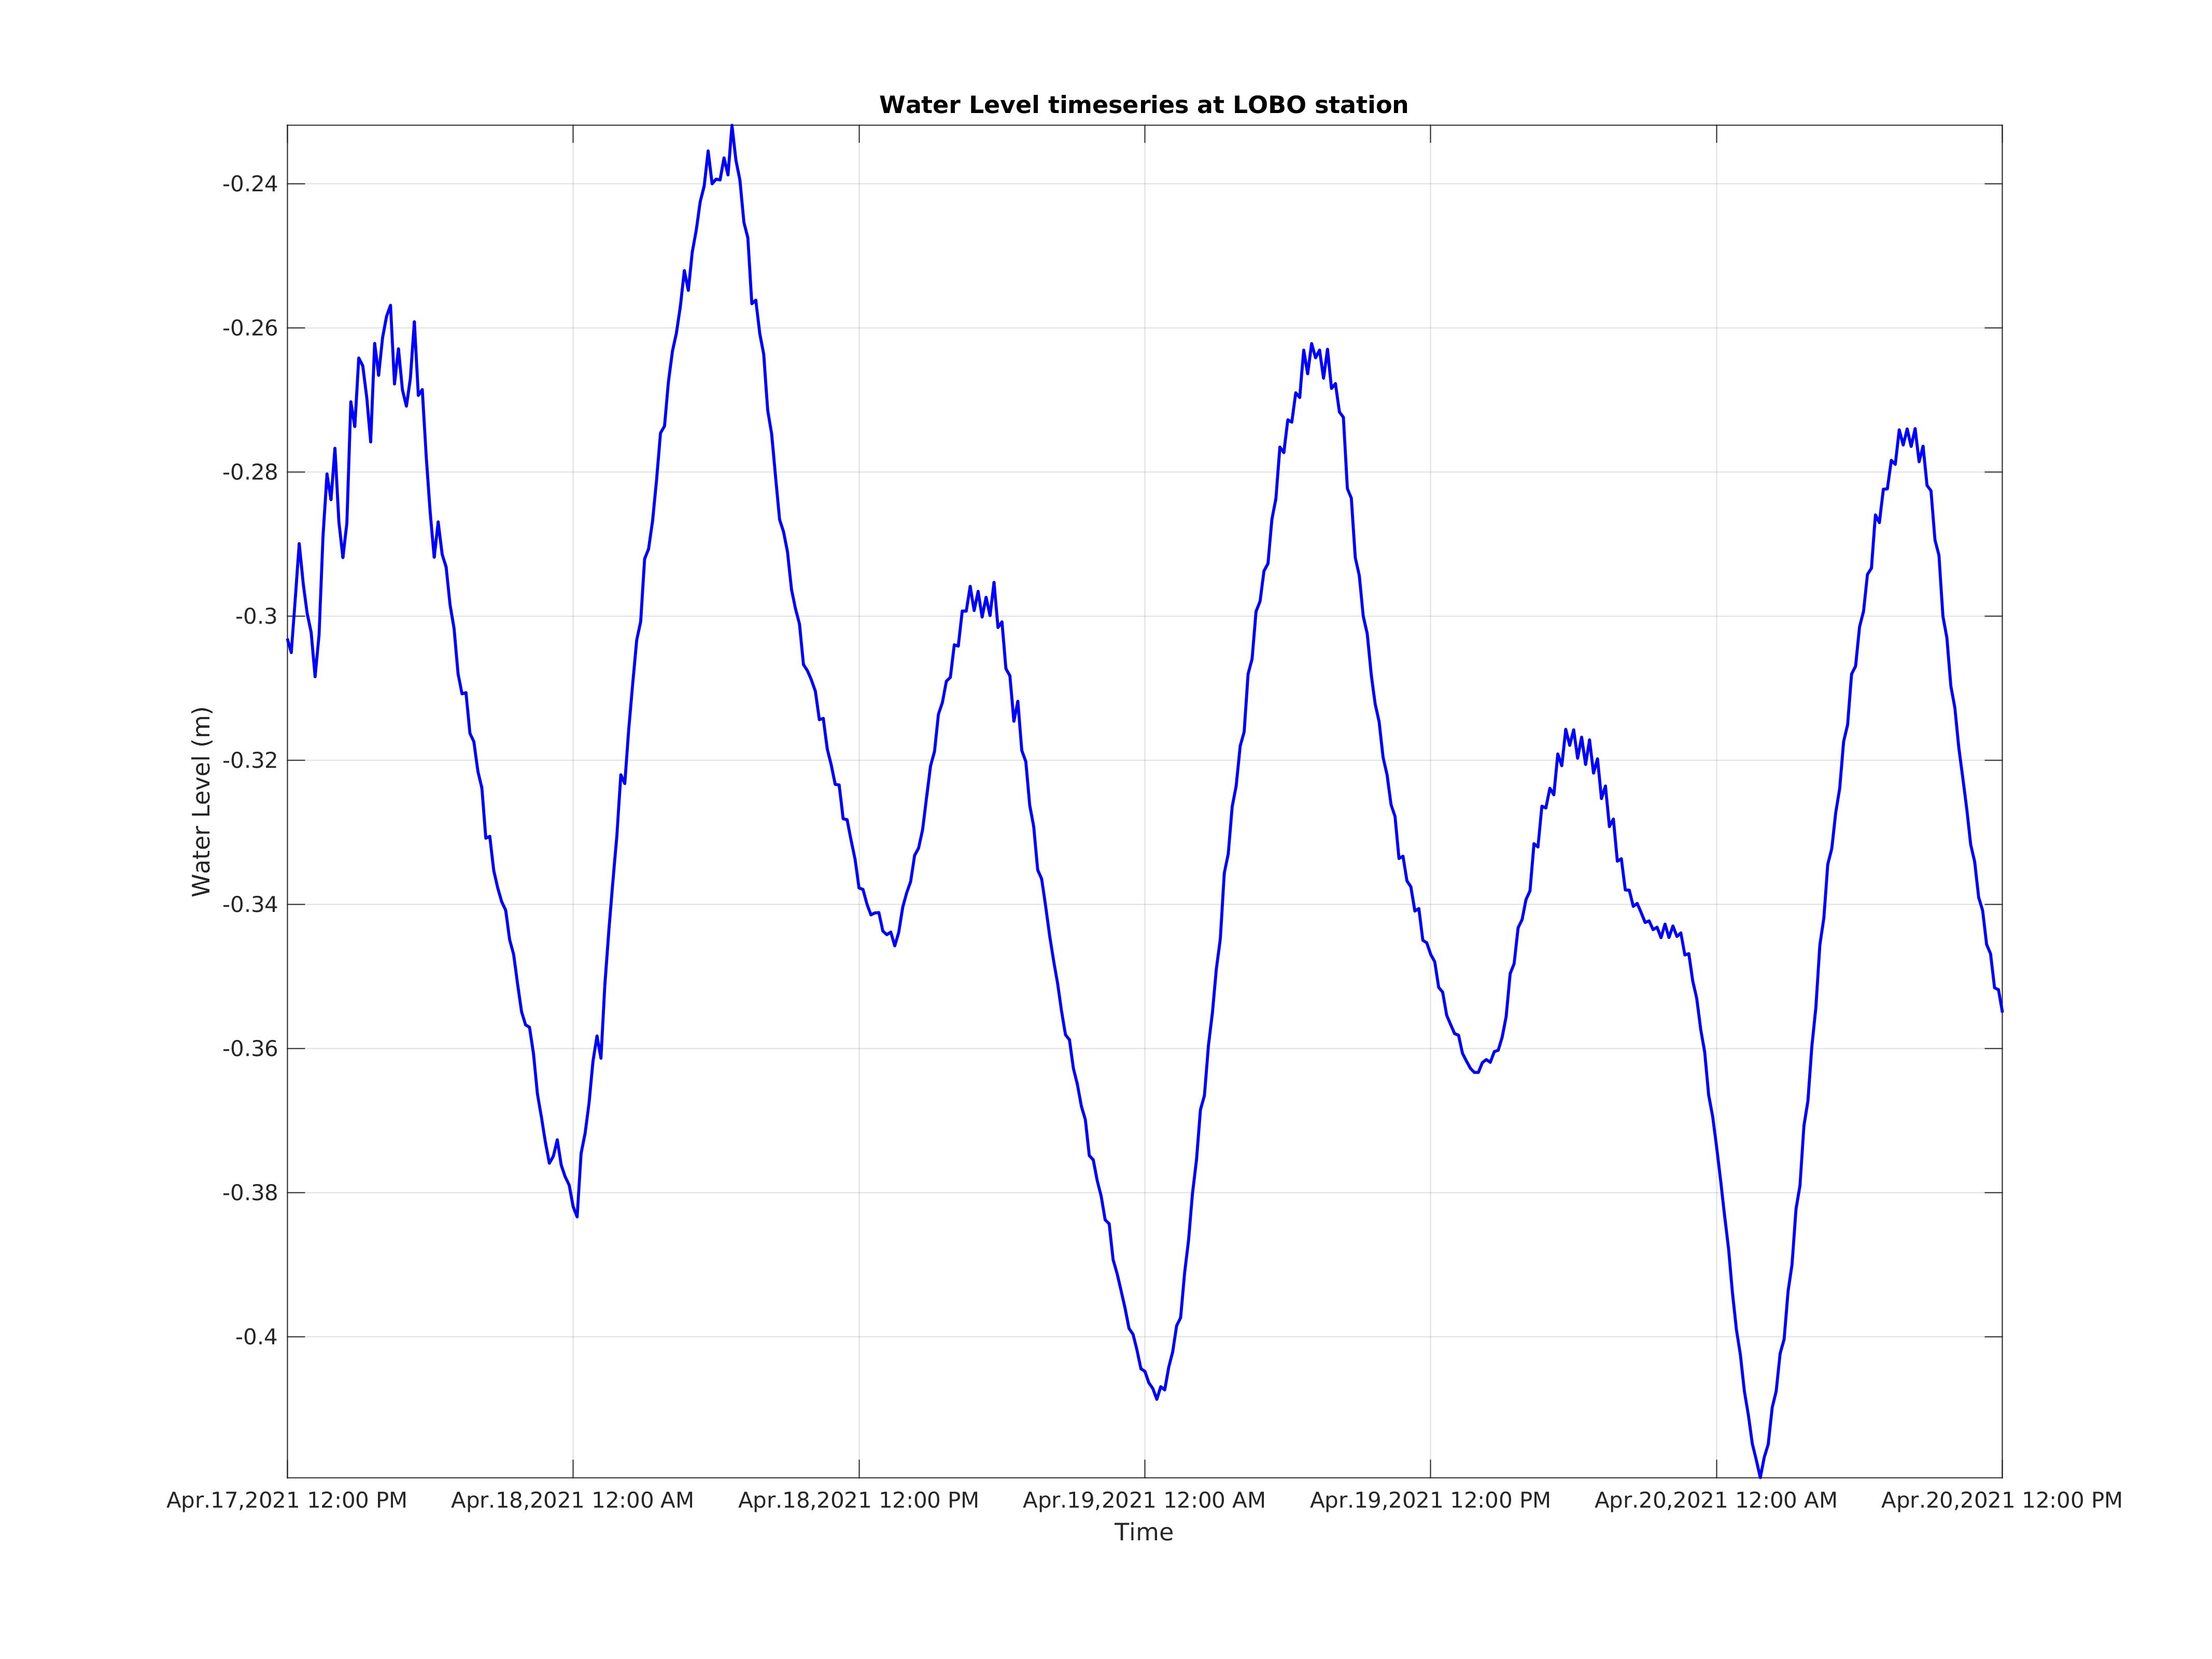 Water Level timeseries at LOBO station
-0.24
-0.26
-0.28
-0.3
-0.32
-0.34
-0.36
-0.38
-0.4
Water Level (m)
Apr.17,2021 12:00 PM Apr.18,2021 12:00 AM Apr.18,2021 12:00 PM Apr.19,2021 12:00 AM Apr.19,2021 12:00 PM Apr.20,2021 12:00 AM Apr.20,2021 12:00 PM
Time